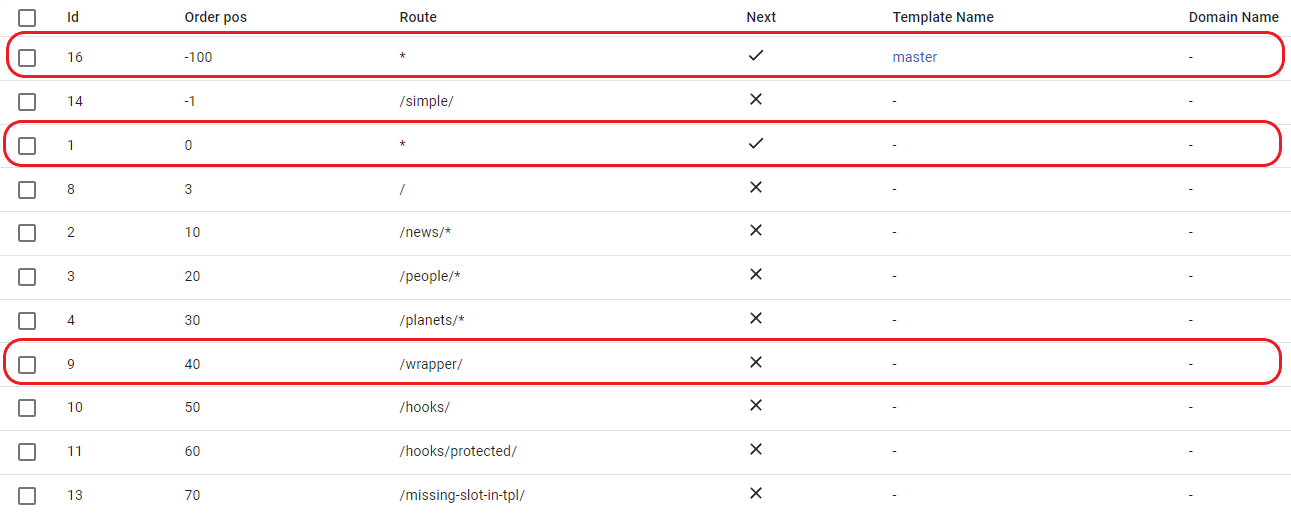 Id Order pos Route Next Template Name Domain Name
16 -100 * master -
14 -1 /simple/ - -
1 0 * - -
8 3 / - -
2 10 /news/* - -
3 20 /people/* - -
4 30 /planets/* - -
9 40 /wrapper/ - -
10 50 /hooks/ - -
11 60 /hooks/protected/ - -
13 70 /missing-slot-in-tpl/ - -